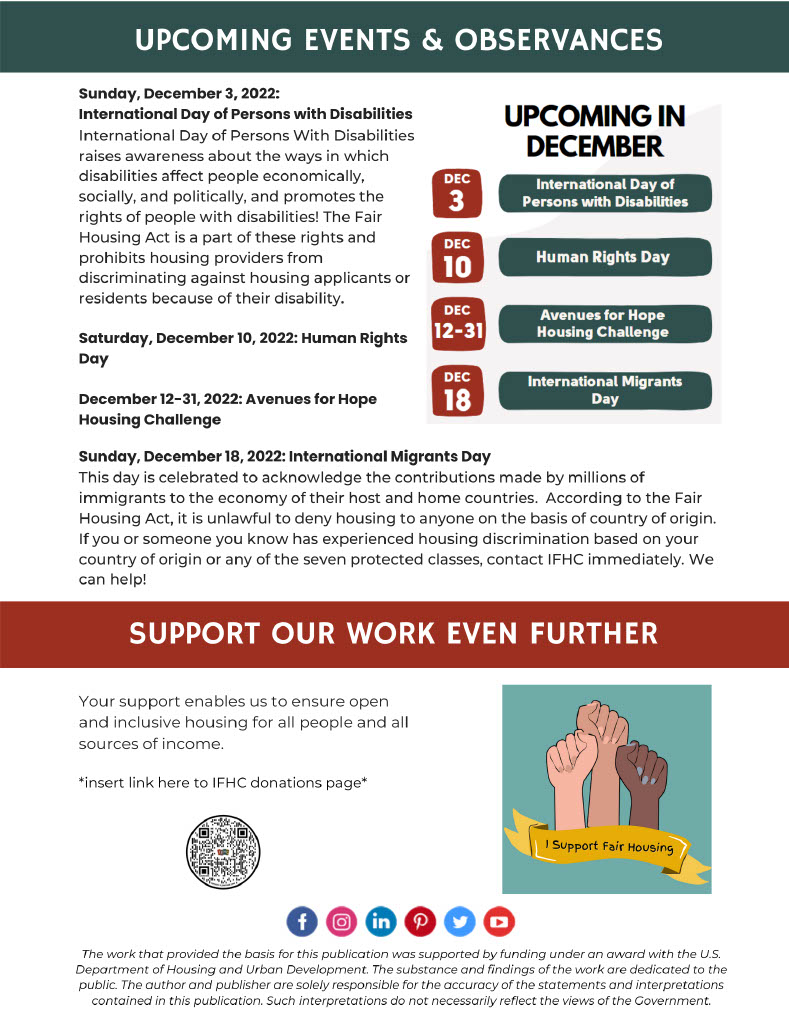 UPCOMING EVENTS & OBSERVANCES
Sunday, December 3, 2022:
International Day of Persons with Disabilities
International Day of Persons With Disabilities
raises awareness about the ways in which
disabilities affect people economically,
socially, and politically, and promotes the
rights of people with disabilities! The Fair
Housing Act is a part of these rights and
prohibits housing providers from
discriminating against housing applicants or
residents because of their disability.
Saturday, December 10, 2022: Human Rights
Day
December 12-31, 2022: Avenues for Hope
Housing Challenge
UPCOMING IN
DECEMBER
DEC
3
International Day of
Persons with Disabilities
DEC
10
Human Rights Day
DEC
12-31
Avenues for Hope
Housing Challenge
DEC
18
International Migrants
Day
Sunday, December 18, 2022: International Migrants Day
This day is celebrated to acknowledge the contributions made by millions of
immigrants to the economy of their host and home countries.  According to the Fair
Housing Act, it is unlawful to deny housing to anyone on the basis of country of origin.
If you or someone you know has experienced housing discrimination based on your
country of origin or any of the seven protected classes, contact IFHC immediately. We
can help!
SUPPORT OUR WORK EVEN FURTHER
Your support enables us to ensure open
and inclusive housing for all people and all
sources of income.
*insert link here to IFHC donations page*
I Support Fair Housing
The work that provided the basis for this publication was supported by funding under an award with the U.S.
Department of Housing and Urban Development. The substance and findings of the work are dedicated to the
public. The author and publisher are solely responsible for the accuracy of the statements and interpretations
contained in this publication. Such interpretations do not necessarily reflect the views of the Government.